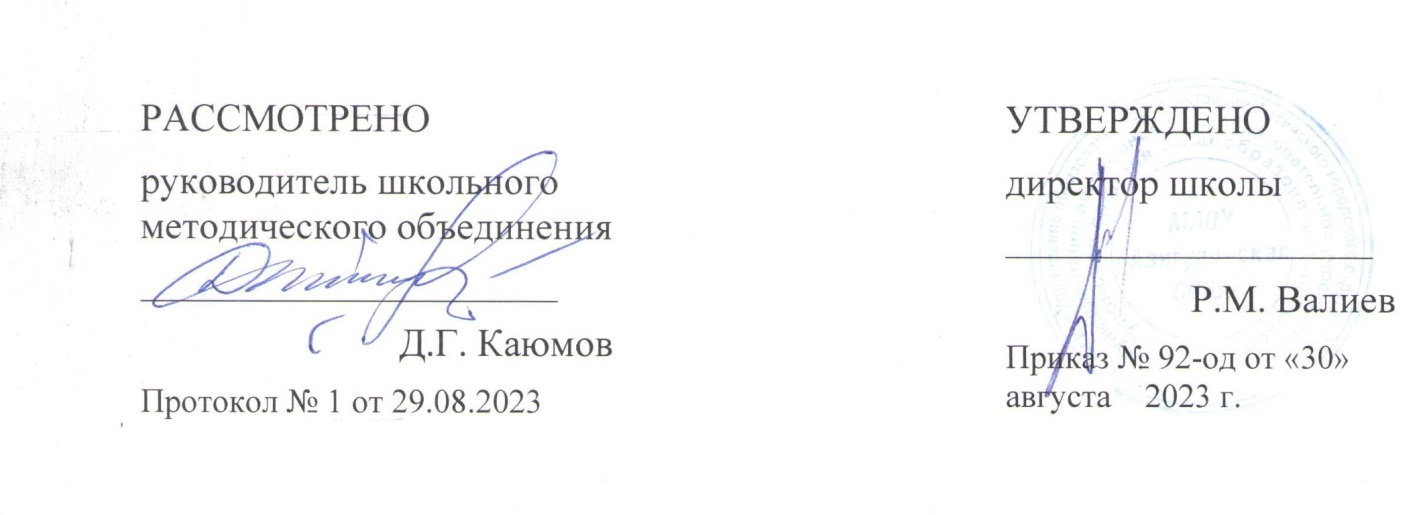 РАССМОТРЕНО
руководитель школьного
методического объединения
Д.Г. Каюмов
Протокол № 1 от 29.08.2023
УТВЕРЖДЕНО
директор школы
Р.М. Валиев
Приказ № 92-од от «30»
августа 2023 г.